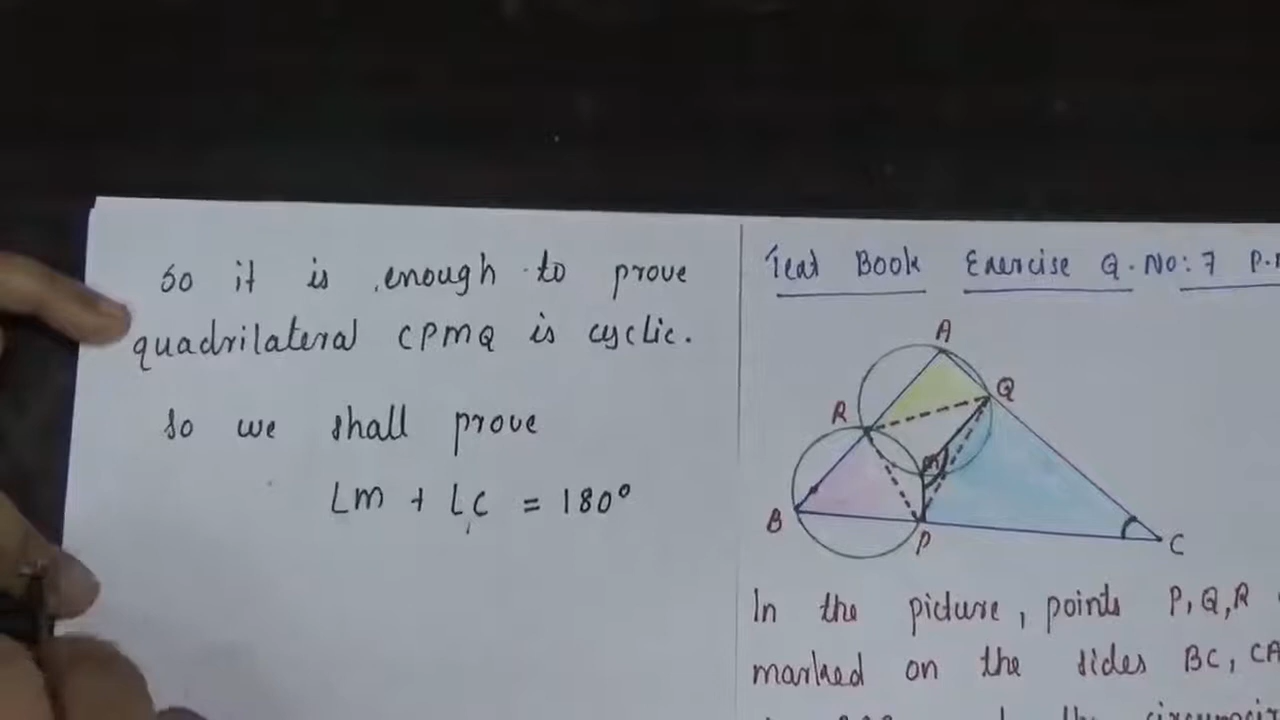 So it is enough to prove
quadrilateral CPMQ is cyclic.
So we shall prove
∠M + ∠C = 180°
Text Book Exercise Q.No:7
A
Q
R
M
B
P
C
In the picture, points P,Q,R
marked on the sides BC, CA
the